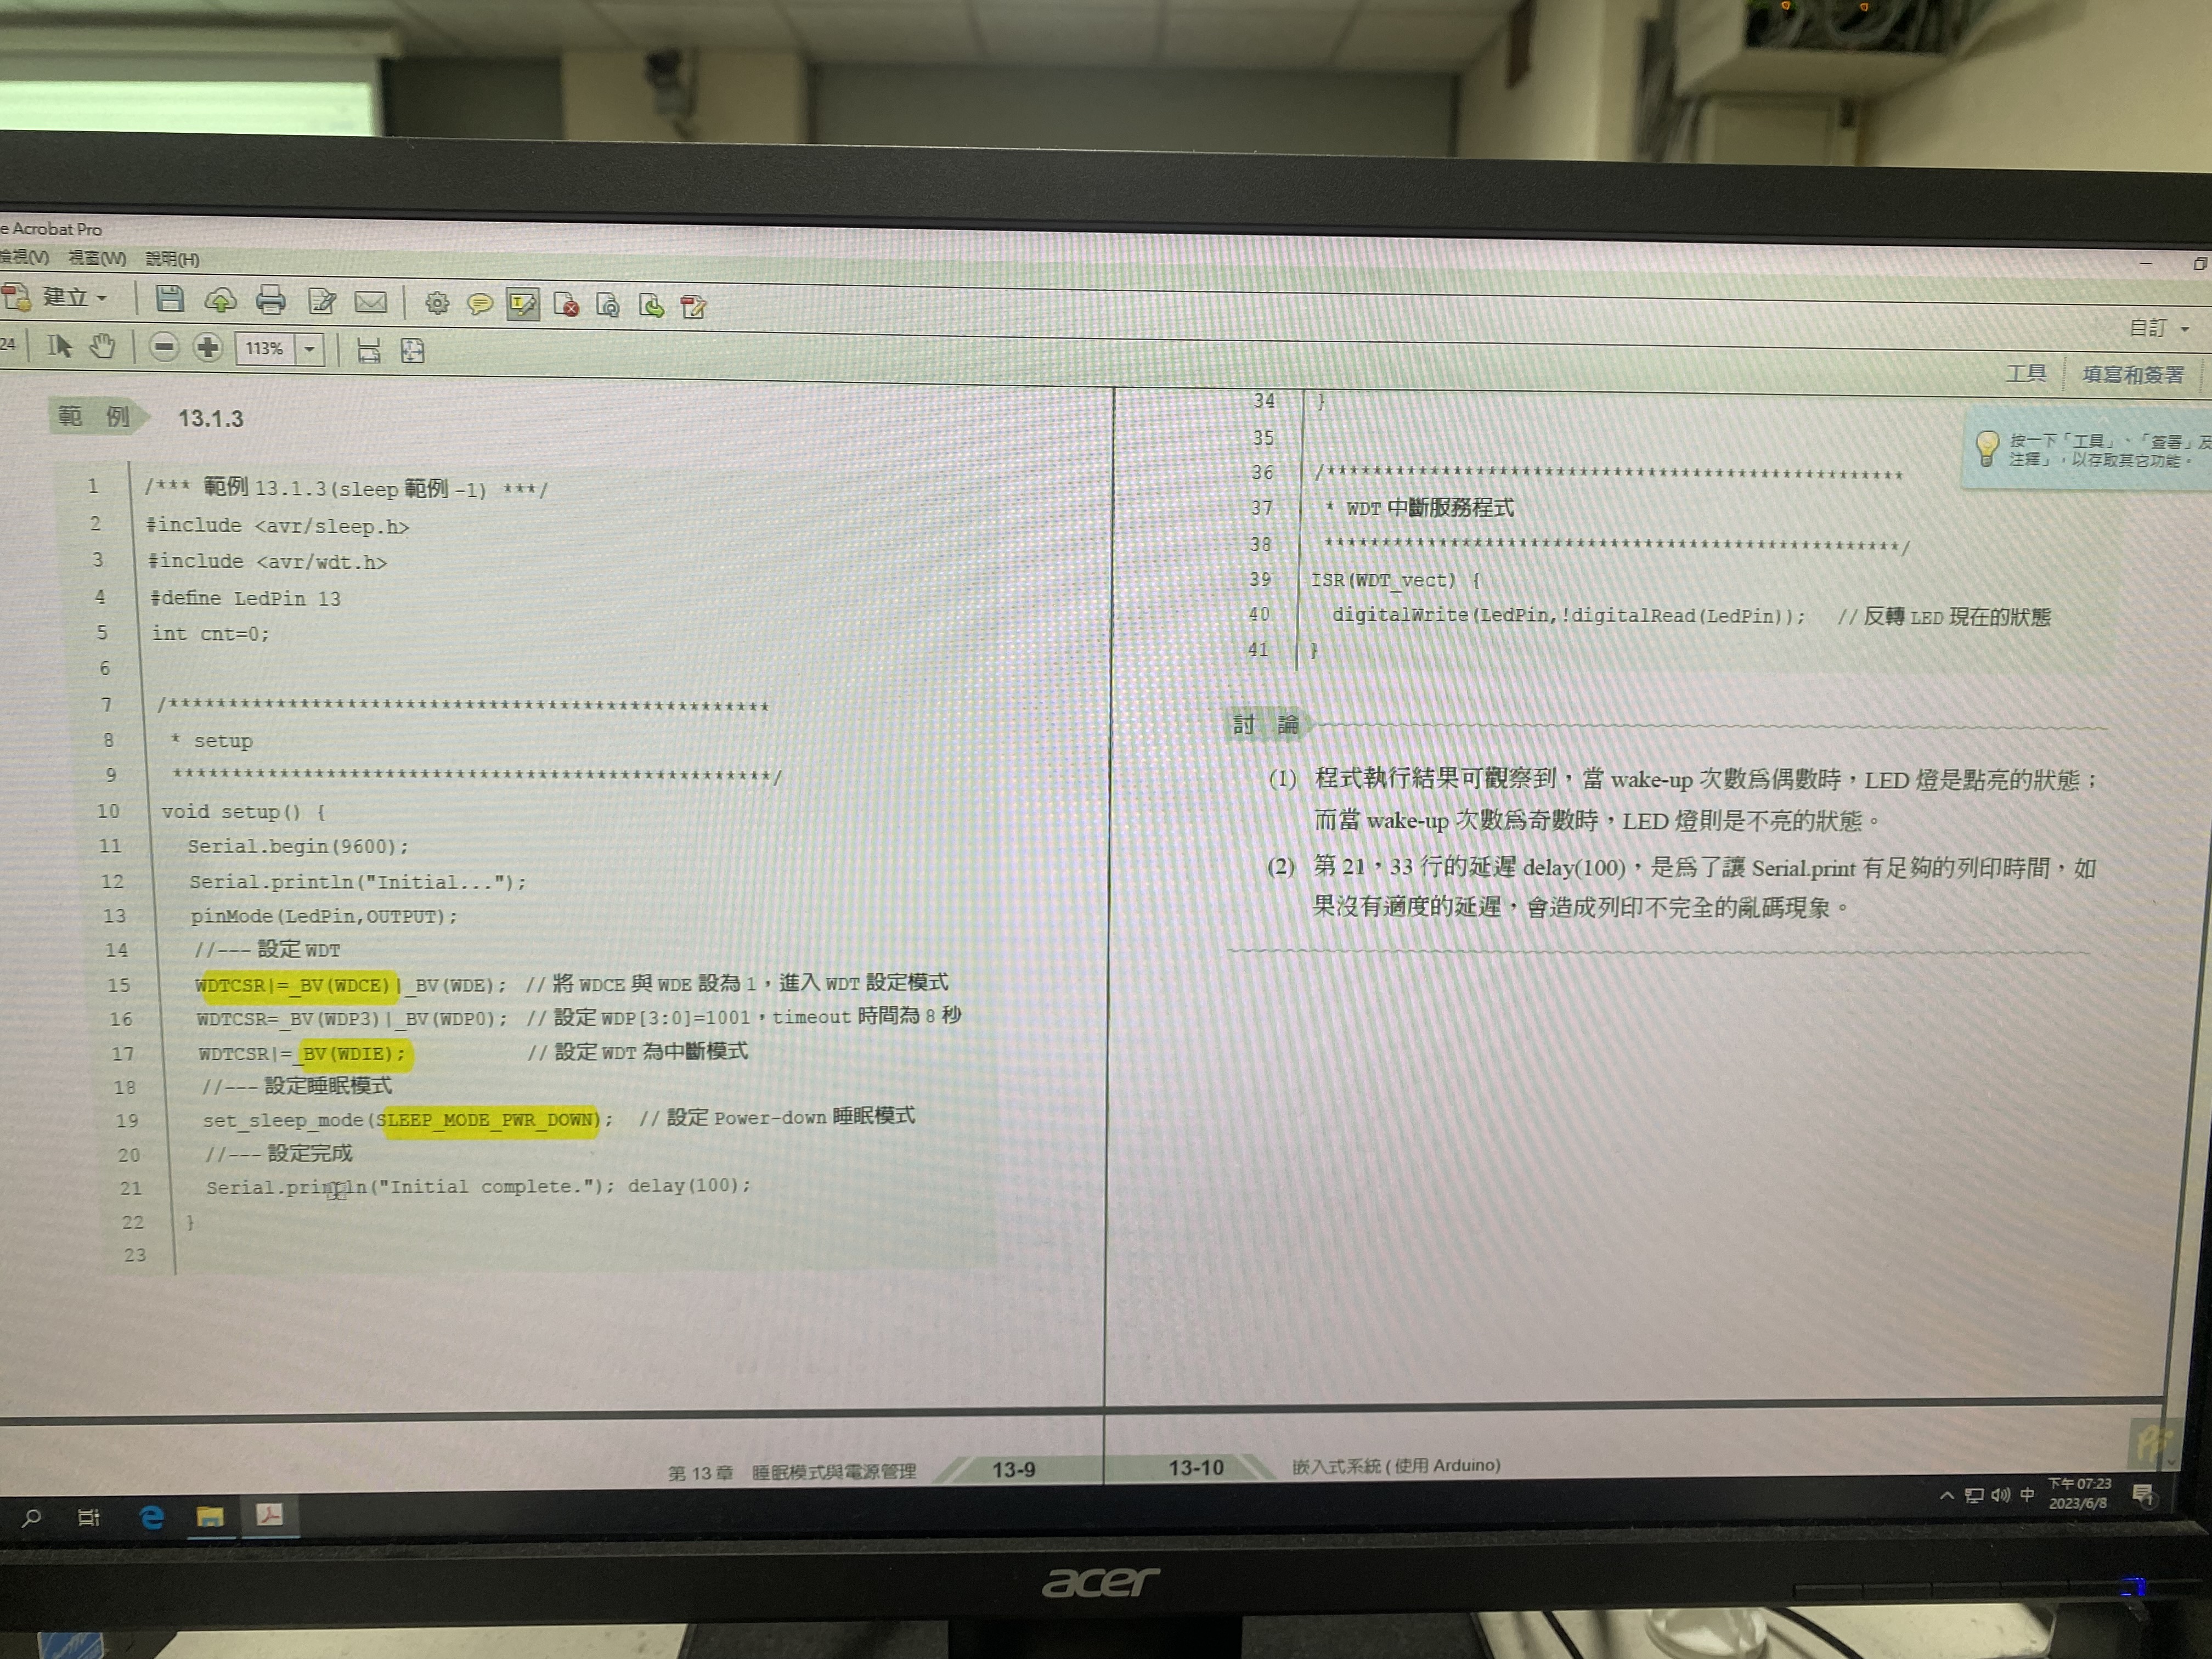 e Acrobat Pro
檢視(V) 視窗(W) 說明(H)
建立
自訂
24 113%
工具 填寫和簽署
按一下「工具」、「簽署」及
注釋」，以存取其它功能。
範 例 13.1.3
1 /*** 範例 13.1.3(sleep 範例 -1) ***/
2 #include <avr/sleep.h>
3 #include <avr/wdt.h>
4 #define LedPin 13
5 int cnt=0;
6
7 /**************************************************
8 * setup
9 **************************************************/
10 void setup() {
11 Serial.begin(9600);
12 Serial.println("Initial...");
13 pinMode(LedPin,OUTPUT);
14 //--- 設定 WDT
15 WDTCSR|=_BV(WDCE)|_BV(WDE); // 將 WDCE 與 WDE 設為 1，進入 WDT 設定模式
16 WDTCSR=_BV(WDP3)|_BV(WDP0); // 設定 WDP[3:0]=1001，timeout 時間為 8 秒
17 WDTCSR|=_BV(WDIE); // 設定 WDT 為中斷模式
18 //--- 設定睡眠模式
19 set_sleep_mode(SLEEP_MODE_PWR_DOWN); // 設定 Power-down 睡眠模式
20 //--- 設定完成
21 Serial.println("Initial complete."); delay(100);
22 }
23
第 13 章 睡眠模式與電源管理 13-9
34 }
35
36 /**************************************************
37 * WDT 中斷服務程式
38 **************************************************/
39 ISR(WDT_vect) {
40 digitalWrite(LedPin,!digitalRead(LedPin)); // 反轉 LED 現在的狀態
41 }
討 論
(1) 程式執行結果可觀察到，當 wake-up 次數為偶數時，LED 燈是點亮的狀態；
而當 wake-up 次數為奇數時，LED 燈則是不亮的狀態。
(2) 第 21，33 行的延遲 delay(100)，是為了讓 Serial.print 有足夠的列印時間，如
果沒有適度的延遲，會造成列印不完全的亂碼現象。
13-10 嵌入式系統 ( 使用 Arduino)
中
下午 07:23
2023/6/8
1
acer